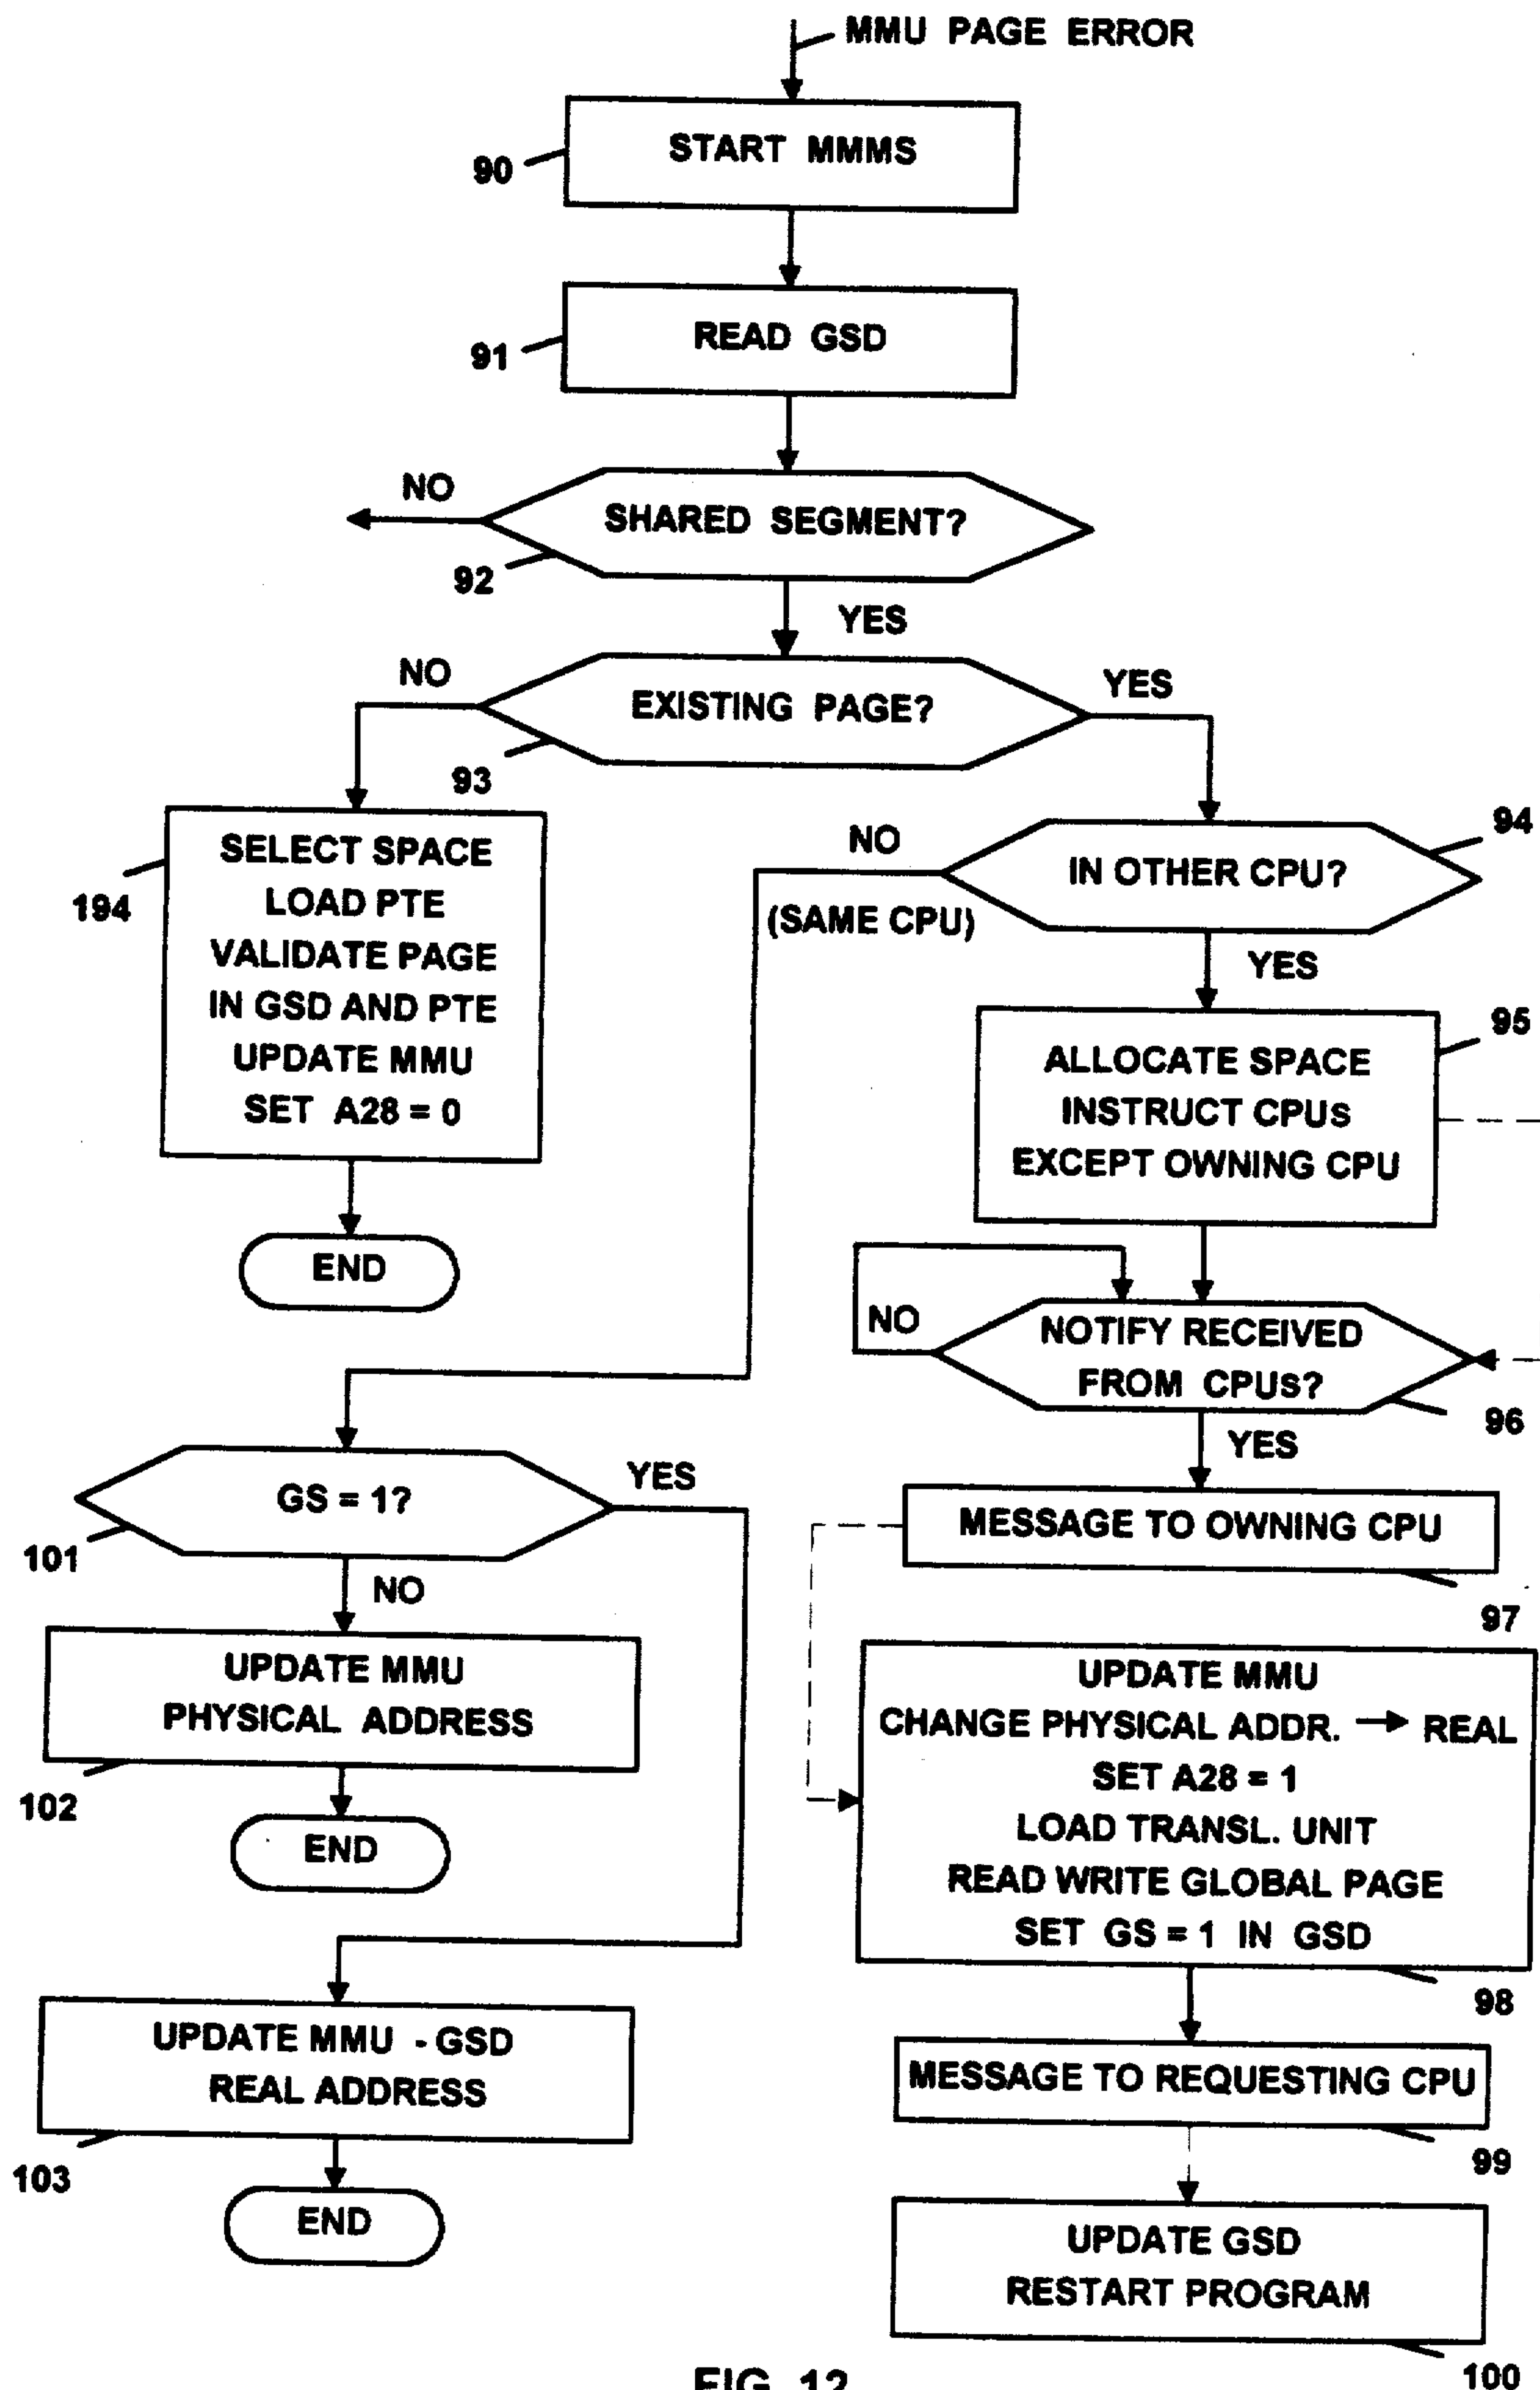 MMU PAGE ERROR
START MMMS
90
READ GSD
91
NO
SHARED SEGMENT?
92
YES
NO
EXISTING PAGE?
YES
93
SELECT SPACE
LOAD PTE
VALIDATE PAGE
IN GSD AND PTE
UPDATE MMU
SET A28 = 0
194
END
NO
(SAME CPU)
IN OTHER CPU?
94
YES
ALLOCATE SPACE
INSTRUCT CPUs
EXCEPT OWNING CPU
95
NO
NOTIFY RECEIVED
FROM CPUs?
96
YES
MESSAGE TO OWNING CPU
97
GS = 1?
YES
101
NO
UPDATE MMU
PHYSICAL ADDRESS
102
END
UPDATE MMU
CHANGE PHYSICAL ADDR. → REAL
SET A28 = 1
LOAD TRANSL. UNIT
READ WRITE GLOBAL PAGE
SET GS = 1 IN GSD
98
UPDATE MMU - GSD
REAL ADDRESS
103
END
MESSAGE TO REQUESTING CPU
99
UPDATE GSD
RESTART PROGRAM
100
FIG. 12